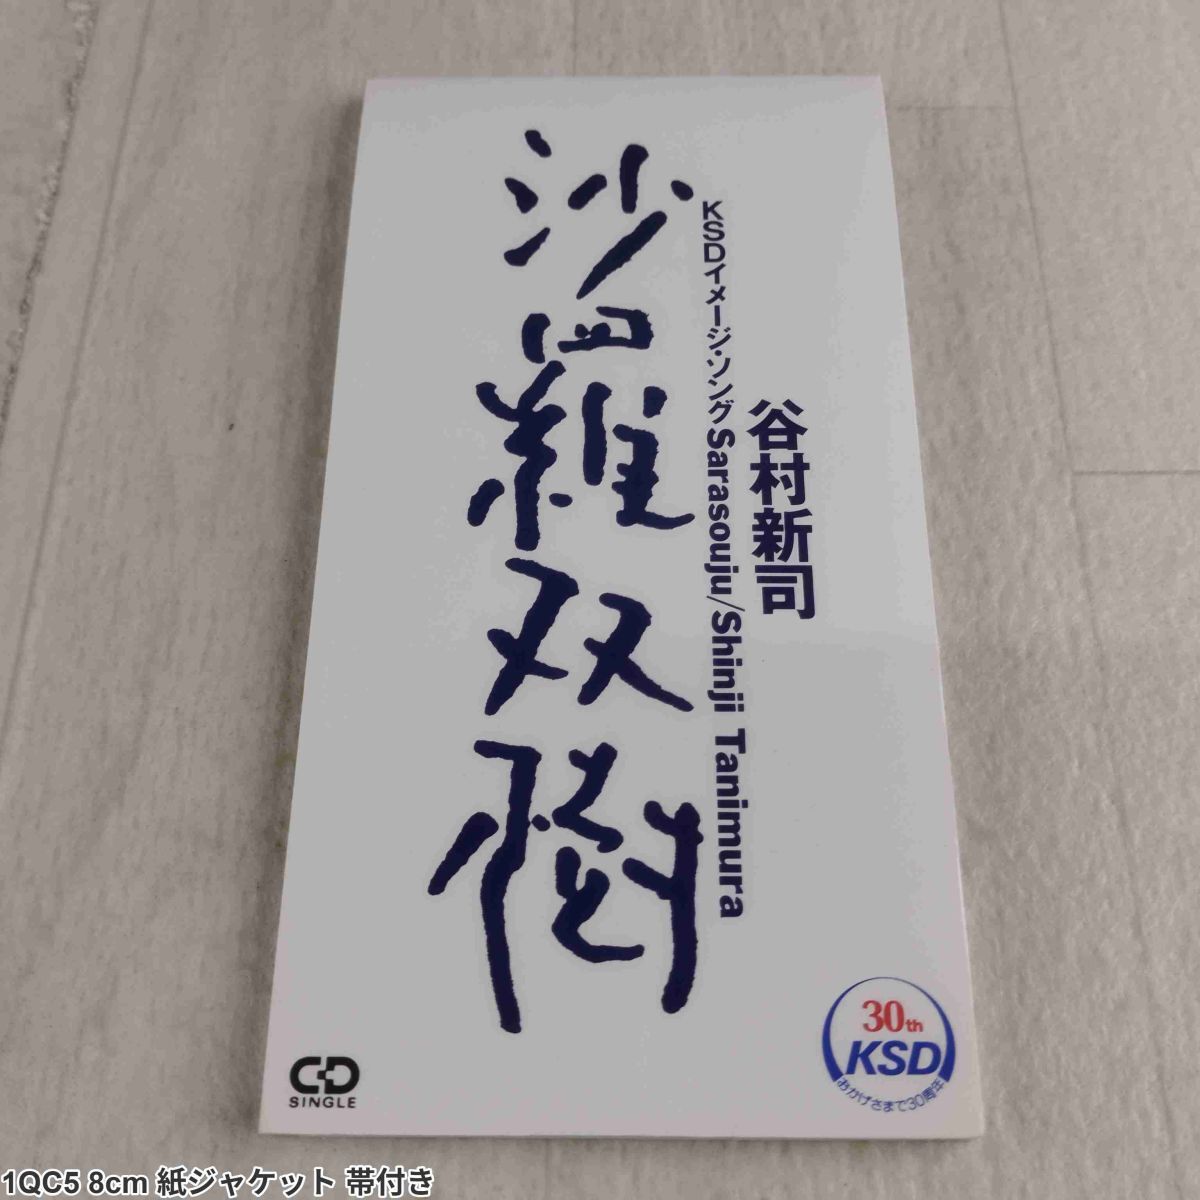 沙羅双樹
KSDイメージ・ソング Sarasouju/Shinji Tanimura
谷村新司
CD
SINGLE
30th
KSD
おかげさまで30周年
1QC5 8cm 紙ジャケット 帯付き